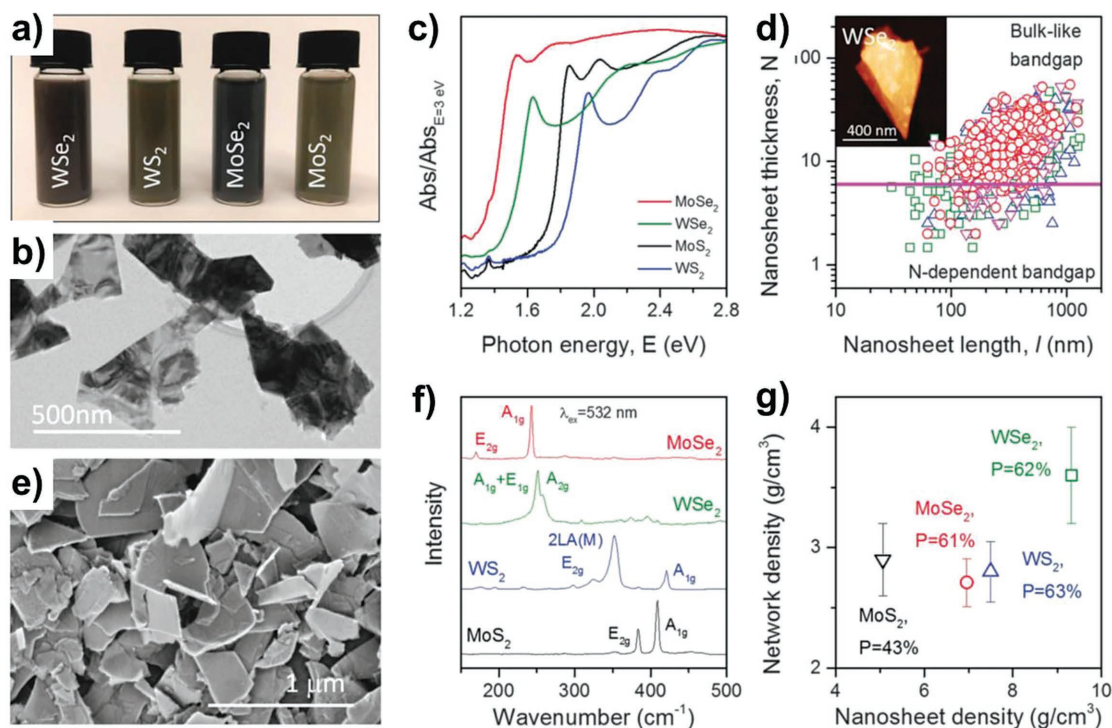 a)
WSe2
WS2
MoSe2
MoS2
b)
500nm
c)
Abs/AbsE=3 eV
MoSe2
WSe2
MoS2
WS2
1.2 1.6 2.0 2.4 2.8
Photon energy, E (eV)
d)
WSe2
400 nm
Bulk-like
bandgap
N-dependent bandgap
Nanosheet thickness, N
100
10
1
10 100 1000
Nanosheet length, l (nm)
e)
1 μm
f)
λex=532 nm
A1g
E2g
MoSe2
A1g+E1g
A2g
WSe2
2LA(M)
E2g
WS2
A1g
E2g
A1g
MoS2
Intensity
200 300 400 500
Wavenumber (cm-1)
g)
WSe2,
P=62%
MoSe2,
P=61%
WS2,
P=63%
MoS2,
P=43%
Network density (g/cm3)
4
3
2
4 6 8 10
Nanosheet density (g/cm3)